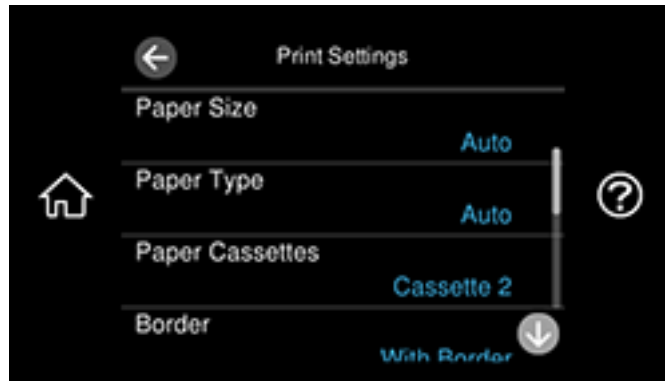 Print Settings
Paper Size
Auto
Paper Type
Auto
Paper Cassettes
Cassette 2
Border
With Border